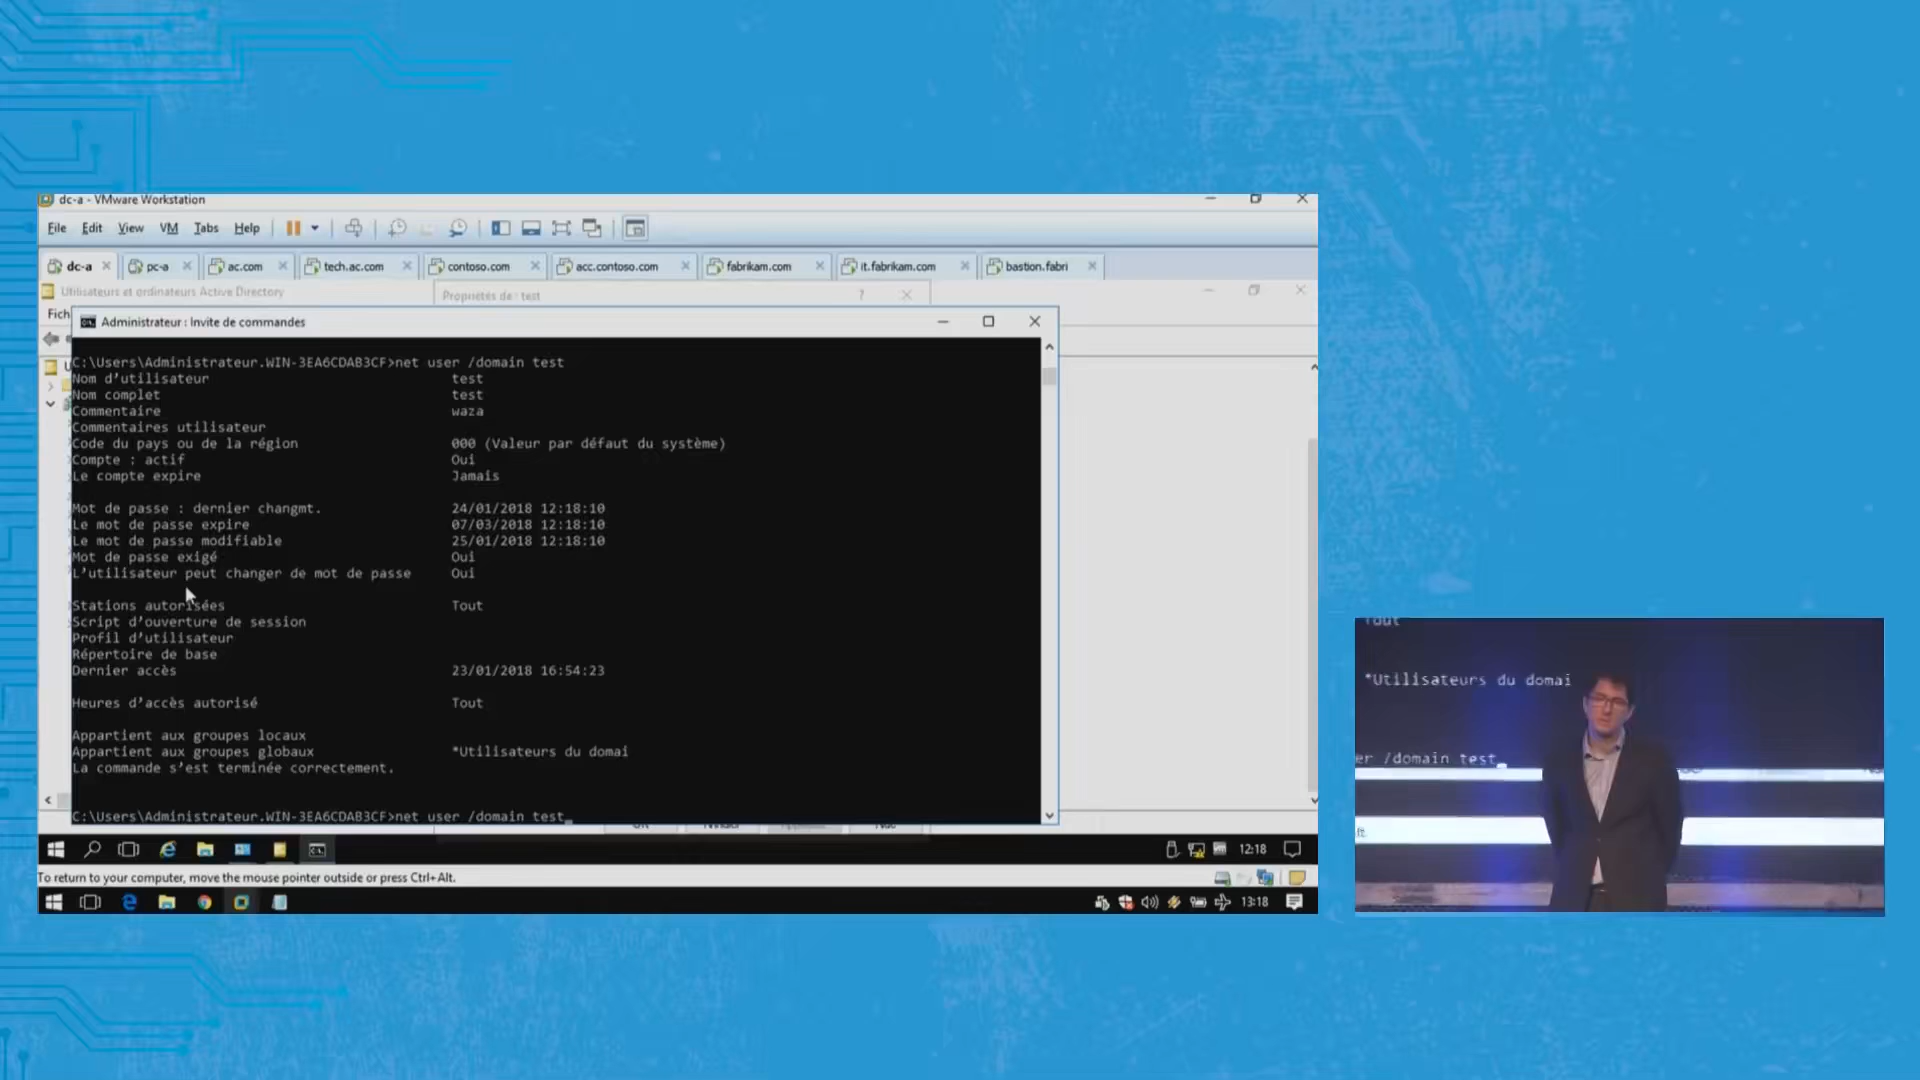 dc-a - VMware Workstation
File Edit View VM Tabs Help
dc-a pc-a ac.com tech.ac.com contoso.com acc.contoso.com fabrikam.com it.fabrikam.com bastion.fabri
Utilisateurs et ordinateurs Active Directory
Propriétés de : test ?
Fich
Administrateur : Invite de commandes
C:\Users\Administrateur.WIN-3EA6CDAB3CF>net user /domain test
Nom d'utilisateur test
Nom complet test
Commentaire waza
Commentaires utilisateur
Code du pays ou de la région 000 (Valeur par défaut du système)
Compte : actif Oui
Le compte expire Jamais
Mot de passe : dernier changmt. 24/01/2018 12:18:10
Le mot de passe expire 07/03/2018 12:18:10
Le mot de passe modifiable 25/01/2018 12:18:10
Mot de passe exigé Oui
L'utilisateur peut changer de mot de passe Oui
Stations autorisées Tout
Script d'ouverture de session
Profil d'utilisateur
Répertoire de base
Dernier accès 23/01/2018 16:54:23
Heures d'accès autorisé Tout
Appartient aux groupes locaux
Appartient aux groupes globaux *Utilisateurs du domai
La commande s'est terminée correctement.
C:\Users\Administrateur.WIN-3EA6CDAB3CF>net user /domain test_
12:18
To return to your computer, move the mouse pointer outside or press Ctrl+Alt.
13:18
Tout
*Utilisateurs du domai
er /domain test_